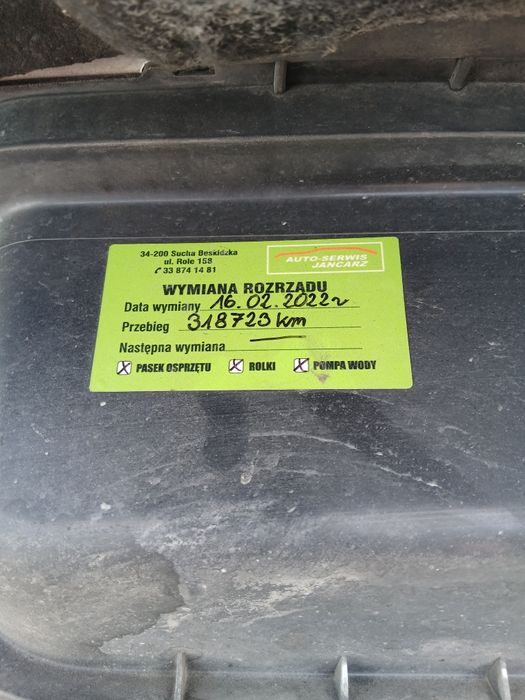 34-200 Sucha Beskidzka
ul. Role 158
✆ 33 874 14 81
AUTO-SERWIS
JANCARZ
WYMIANA ROZRZĄDU
Data wymiany 16.02.2022r
Przebieg 318723 km
Następna wymiana —
☒ PASEK OSPRZĘTU ☒ ROLKI ☒ POMPA WODY